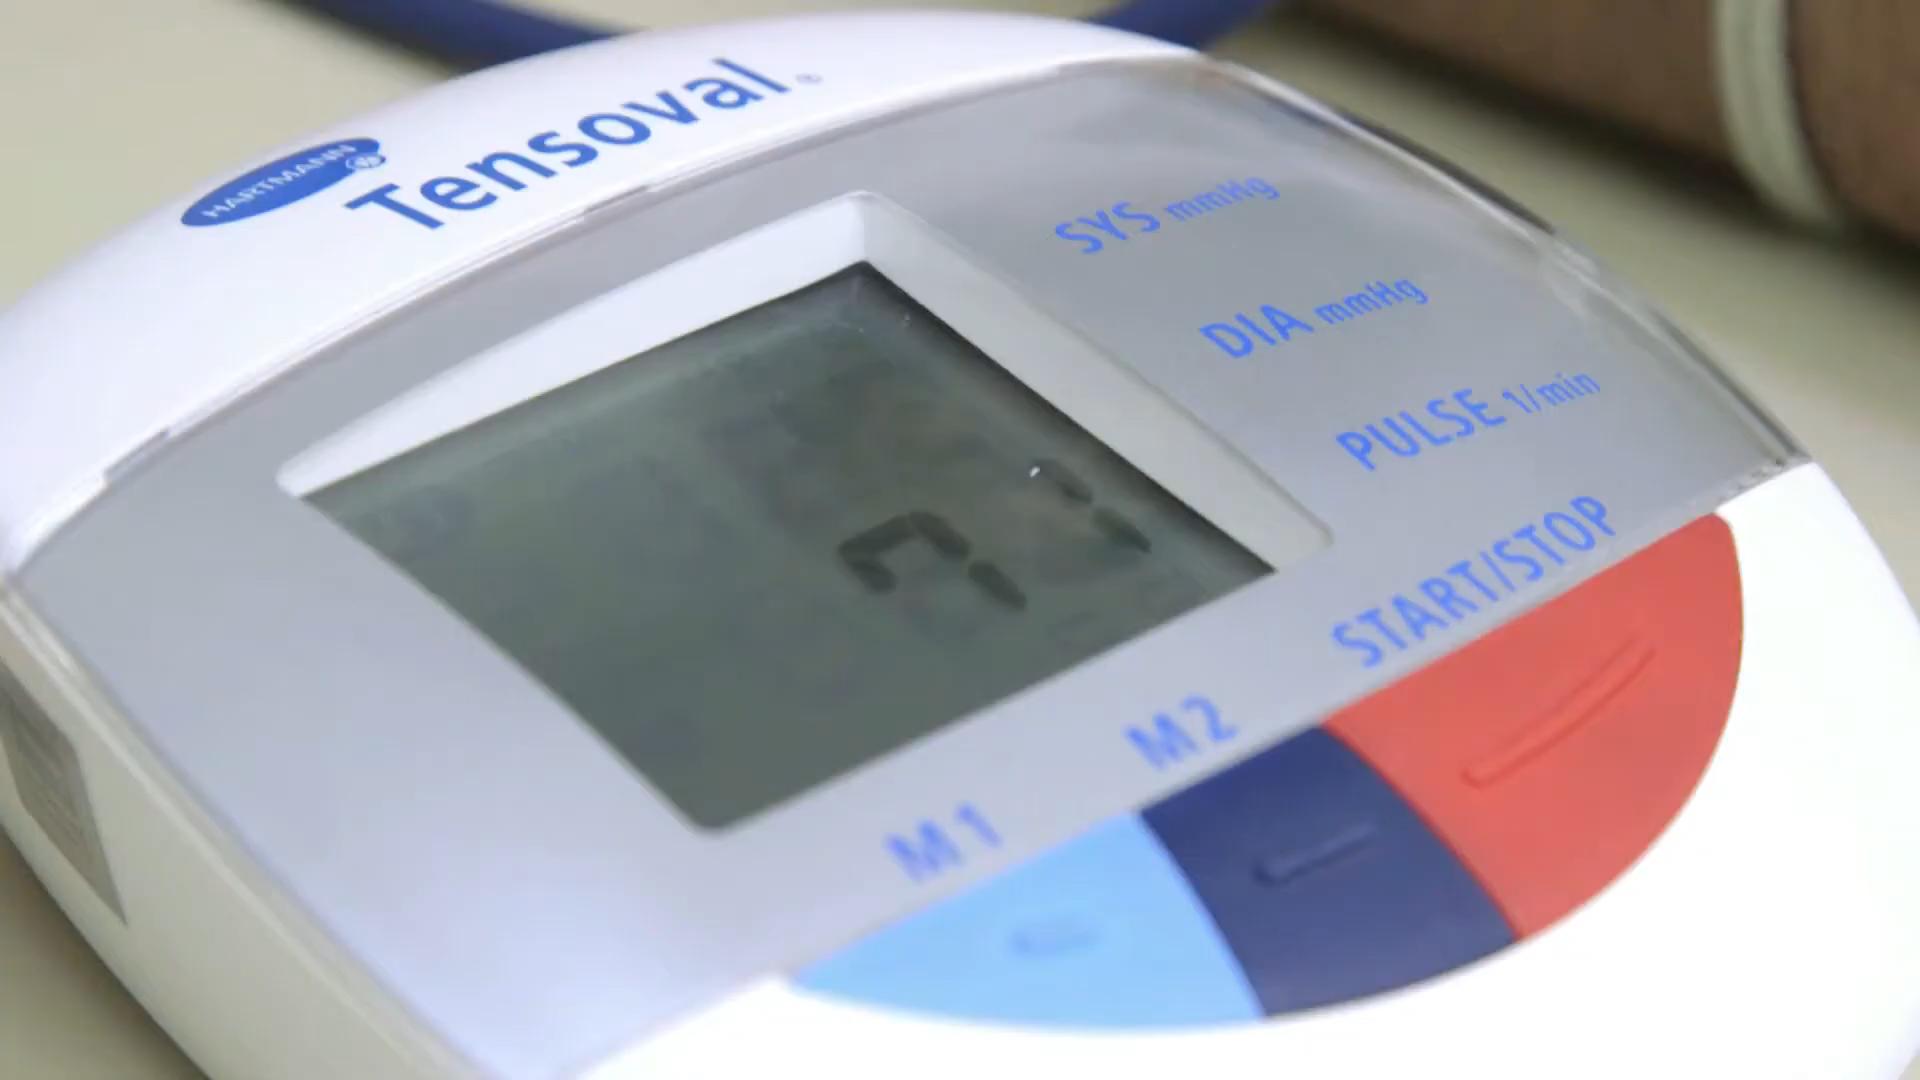 HARTMANN
Tensoval®
SYS mmHg
DIA mmHg
PULSE 1/min
START/STOP
M2
M1